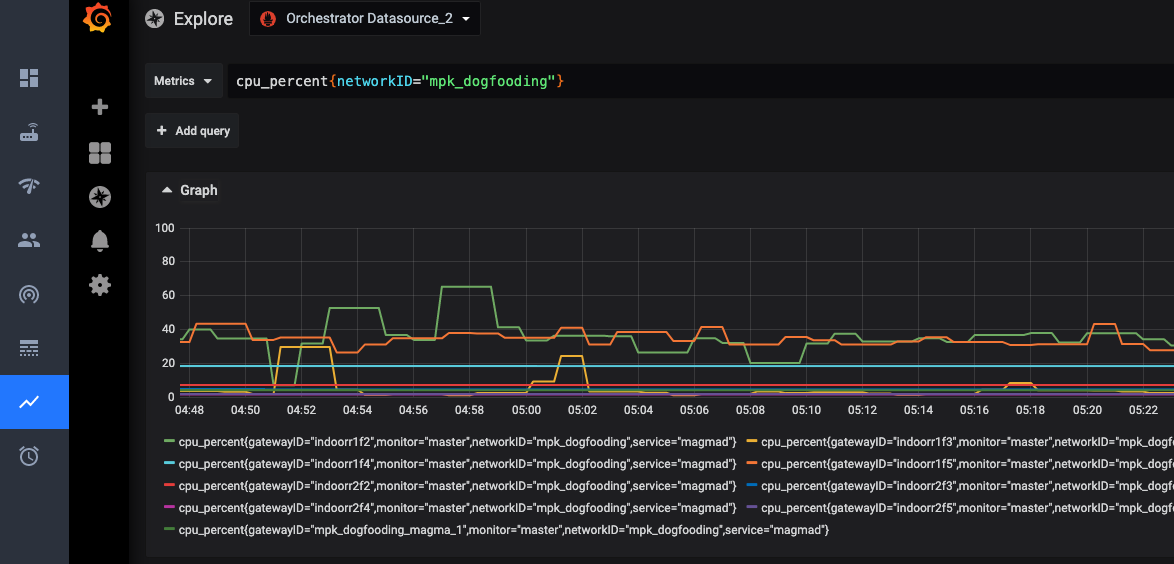 Explore Orchestrator Datasource_2
Metrics cpu_percent{networkID="mpk_dogfooding"}
+ Add query
Graph
100
80
60
40
20
0
04:48 04:50 04:52 04:54 04:56 04:58 05:00 05:02 05:04 05:06 05:08 05:10 05:12 05:14 05:16 05:18 05:20 05:22
cpu_percent{gatewayID="indoorr1f2",monitor="master",networkID="mpk_dogfooding",service="magmad"} cpu_percent{gatewayID="indoorr1f3",monitor="master",networkID="mpk_dogf
cpu_percent{gatewayID="indoorr1f4",monitor="master",networkID="mpk_dogfooding",service="magmad"} cpu_percent{gatewayID="indoorr1f5",monitor="master",networkID="mpk_dogf
cpu_percent{gatewayID="indoorr2f2",monitor="master",networkID="mpk_dogfooding",service="magmad"} cpu_percent{gatewayID="indoorr2f3",monitor="master",networkID="mpk_dogf
cpu_percent{gatewayID="indoorr2f4",monitor="master",networkID="mpk_dogfooding",service="magmad"} cpu_percent{gatewayID="indoorr2f5",monitor="master",networkID="mpk_dogf
cpu_percent{gatewayID="mpk_dogfooding_magma_1",monitor="master",networkID="mpk_dogfooding",service="magmad"}